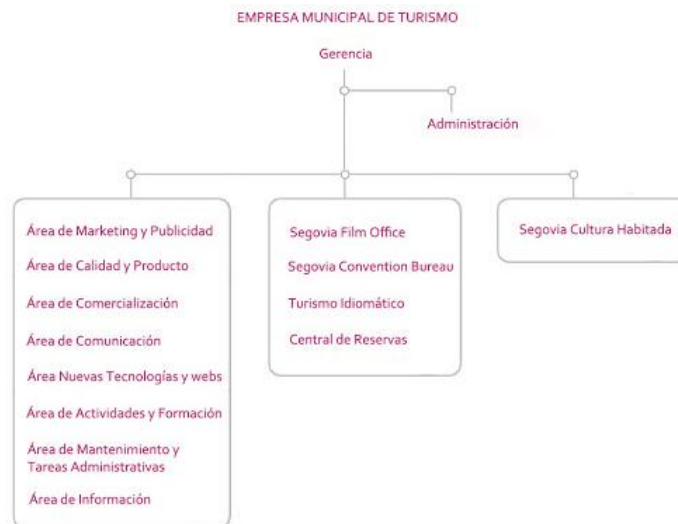 EMPRESA MUNICIPAL DE TURISMO
Gerencia
Administración
Área de Marketing y Publicidad
Área de Calidad y Producto
Área de Comercialización
Área de Comunicación
Área Nuevas Tecnologías y webs
Área de Actividades y Formación
Área de Mantenimiento y
Tareas Administrativas
Área de Información
Segovia Film Office
Segovia Convention Bureau
Turismo Idiomático
Central de Reservas
Segovia Cultura Habitada